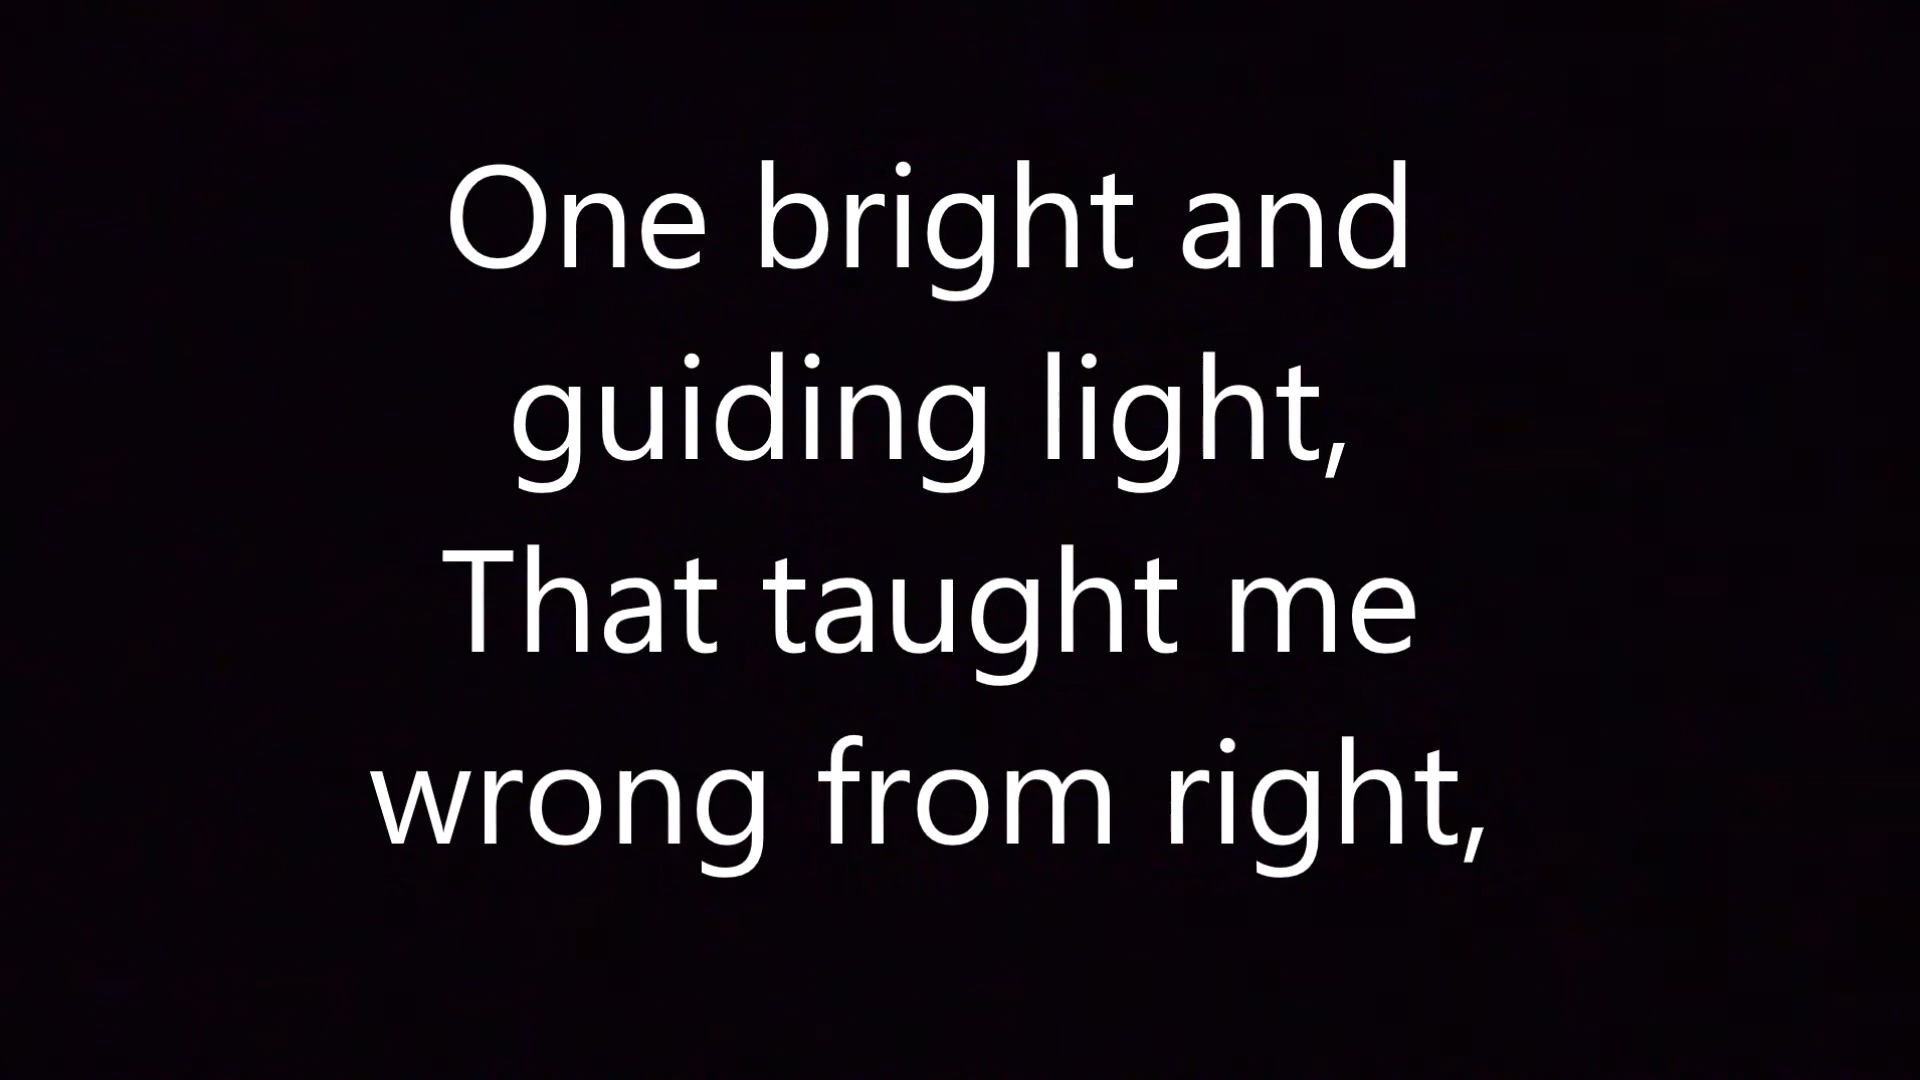 One bright and
guiding light,
That taught me
wrong from right,